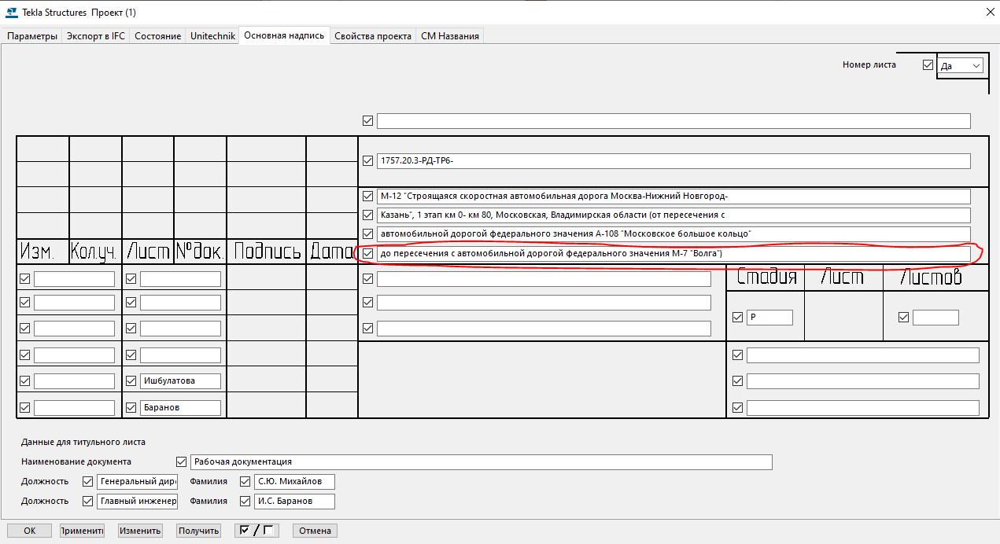 Tekla Structures Проект (1)
Параметры Экспорт в IFC Состояние Unitechnik Основная надпись Свойства проекта СМ Названия
Номер листа Да
1757.20.3-РД-ТР6-
М-12 "Строящаяся скоростная автомобильная дорога Москва-Нижний Новгород-
Казань", 1 этап км 0- км 80, Московская, Владимирская области (от пересечения с
автомобильной дорогой федерального значения А-108 "Московское большое кольцо"
Изм. Кол.уч. Лист №док. Подпись Дата до пересечения с автомобильной дорогой федерального значения М-7 "Волга")
Стадия Лист Листов
Р
Ишбулатова
Баранов
Данные для титульного листа
Наименование документа Рабочая документация
Должность Генеральный дире Фамилия С.Ю. Михайлов
Должность Главный инженер Фамилия И.С. Баранов
ОК Применить Изменить Получить / Отмена